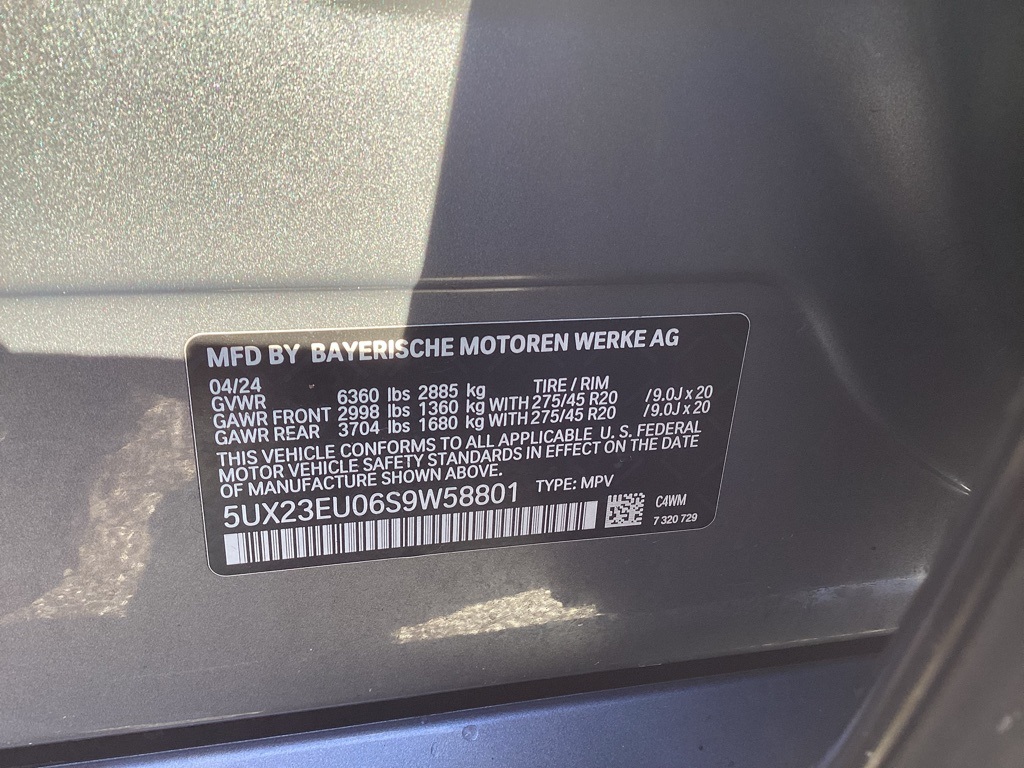 MFD BY BAYERISCHE MOTOREN WERKE AG
04/24 TIRE / RIM
GVWR 6360 lbs 2885 kg
GAWR FRONT 2998 lbs 1360 kg WITH 275/45 R20 /9.0J x 20
GAWR REAR 3704 lbs 1680 kg WITH 275/45 R20 /9.0J x 20
THIS VEHICLE CONFORMS TO ALL APPLICABLE U. S. FEDERAL
MOTOR VEHICLE SAFETY STANDARDS IN EFFECT ON THE DATE
OF MANUFACTURE SHOWN ABOVE.
5UX23EU06S9W58801 TYPE: MPV
C4WM
7 320 729